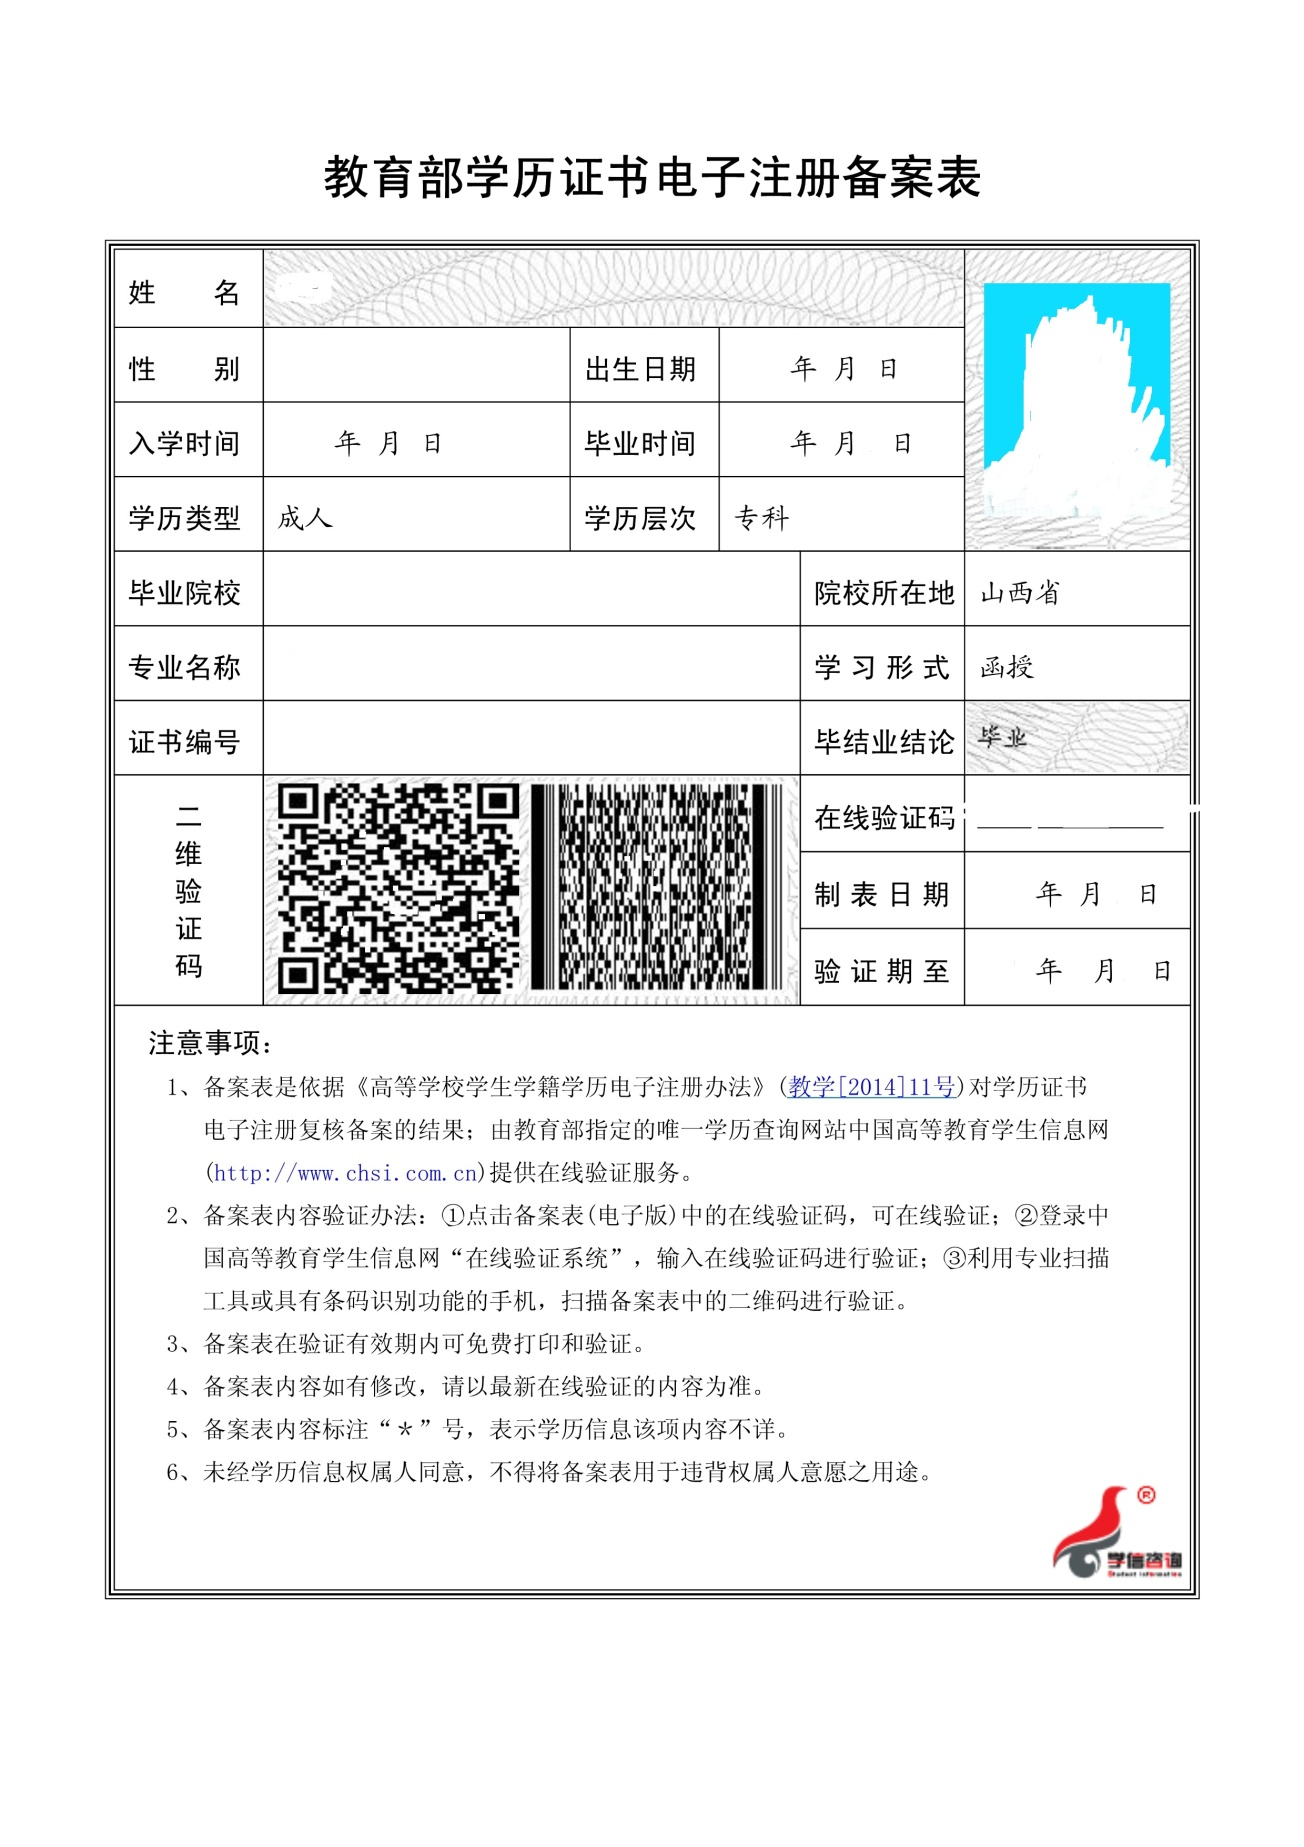 教育部学历证书电子注册备案表
姓 名
性 别 出生日期 年 月 日
入学时间 年 月 日 毕业时间 年 月 日
学历类型 成人 学历层次 专科
毕业院校 院校所在地 山西省
专业名称 学习形式 函授
证书编号 毕结业结论 毕业
二维验证码 在线验证码
制表日期 年 月 日
验证期至 年 月 日
注意事项：
1、备案表是依据《高等学校学生学籍学历电子注册办法》(教学[2014]11号)对学历证书
电子注册复核备案的结果；由教育部指定的唯一学历查询网站中国高等教育学生信息网
(http://www.chsi.com.cn)提供在线验证服务。
2、备案表内容验证办法：①点击备案表(电子版)中的在线验证码，可在线验证；②登录中
国高等教育学生信息网“在线验证系统”，输入在线验证码进行验证；③利用专业扫描
工具或具有条码识别功能的手机，扫描备案表中的二维码进行验证。
3、备案表在验证有效期内可免费打印和验证。
4、备案表内容如有修改，请以最新在线验证的内容为准。
5、备案表内容标注“＊”号，表示学历信息该项内容不详。
6、未经学历信息权属人同意，不得将备案表用于违背权属人意愿之用途。
®
学信咨询
Student Information